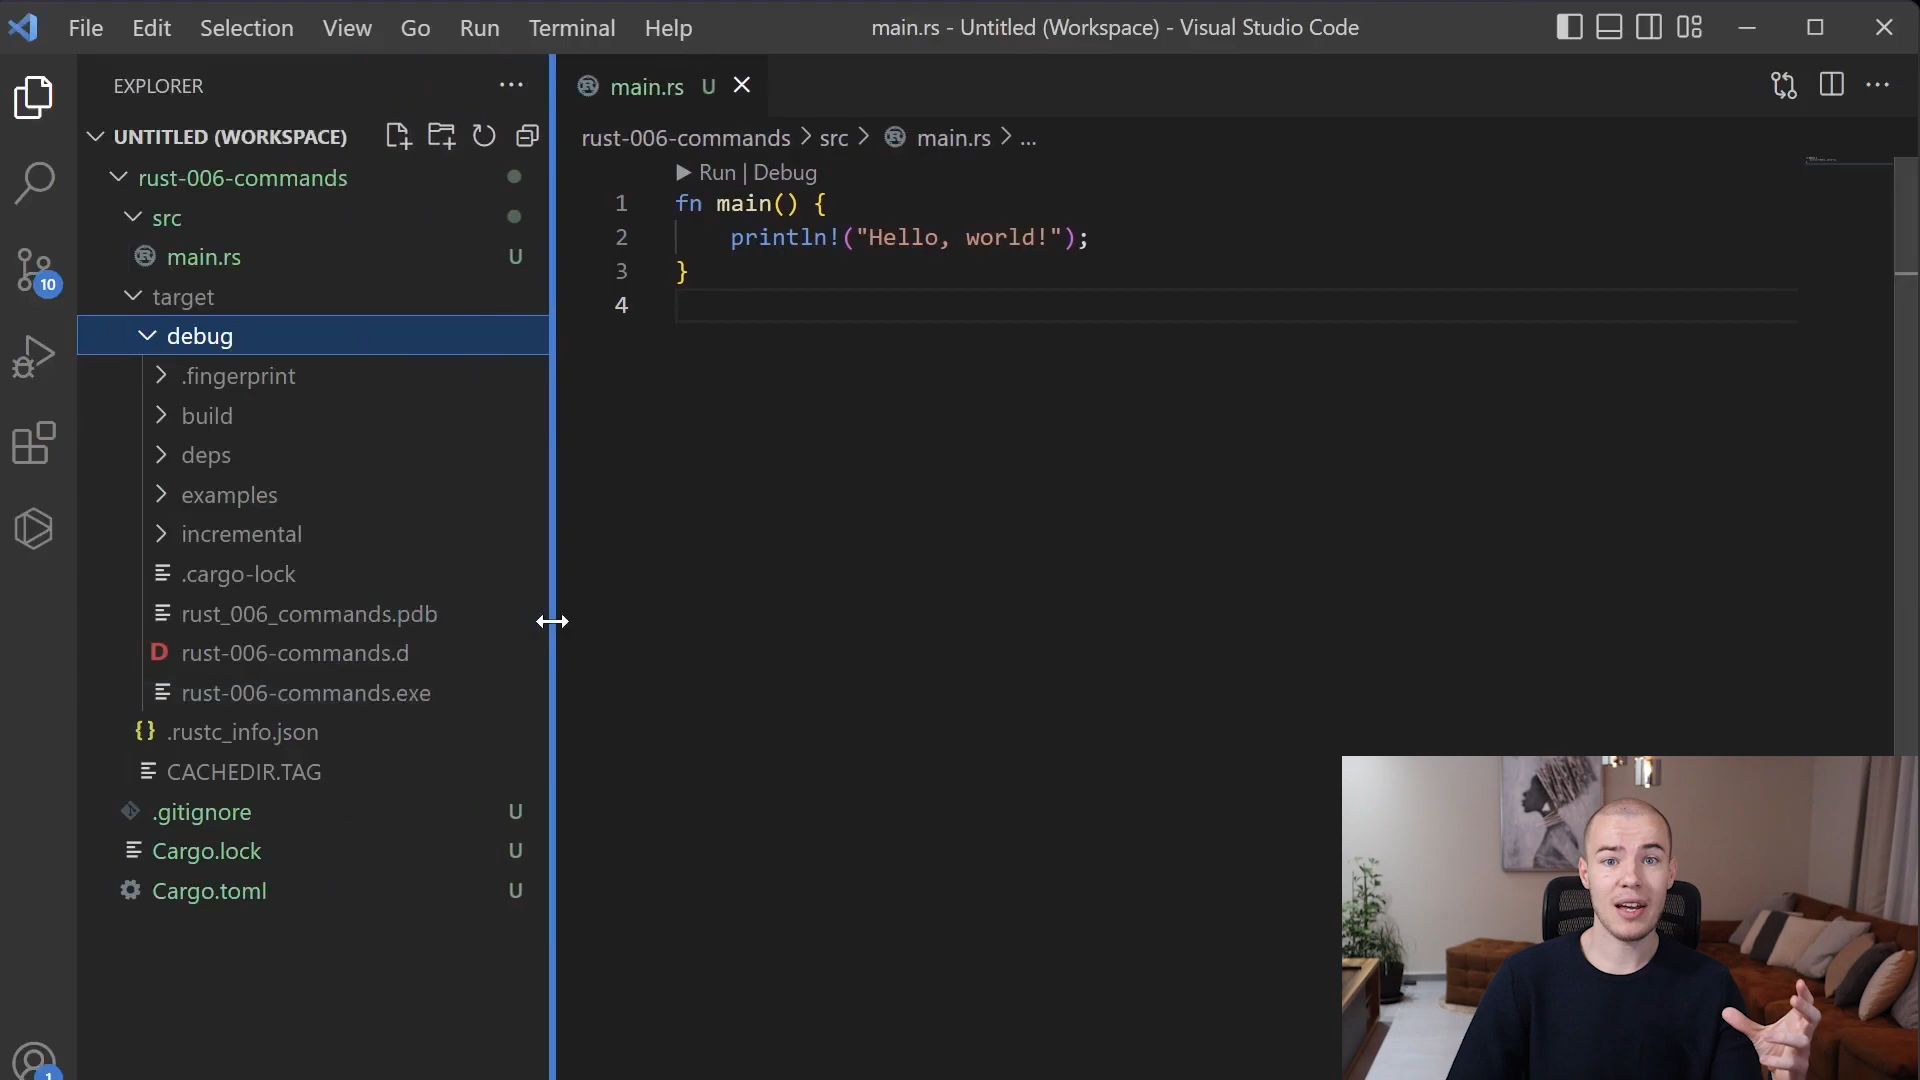 File Edit Selection View Go Run Terminal Help
main.rs - Untitled (Workspace) - Visual Studio Code
EXPLORER
UNTITLED (WORKSPACE)
rust-006-commands
src
main.rs U
target
debug
.fingerprint
build
deps
examples
incremental
.cargo-lock
rust_006_commands.pdb
D rust-006-commands.d
rust-006-commands.exe
{} .rustc_info.json
CACHEDIR.TAG
.gitignore U
Cargo.lock U
Cargo.toml U
10
1
main.rs U
rust-006-commands > src > main.rs > ...
Run | Debug
1 fn main() {
2 println!("Hello, world!");
3 }
4